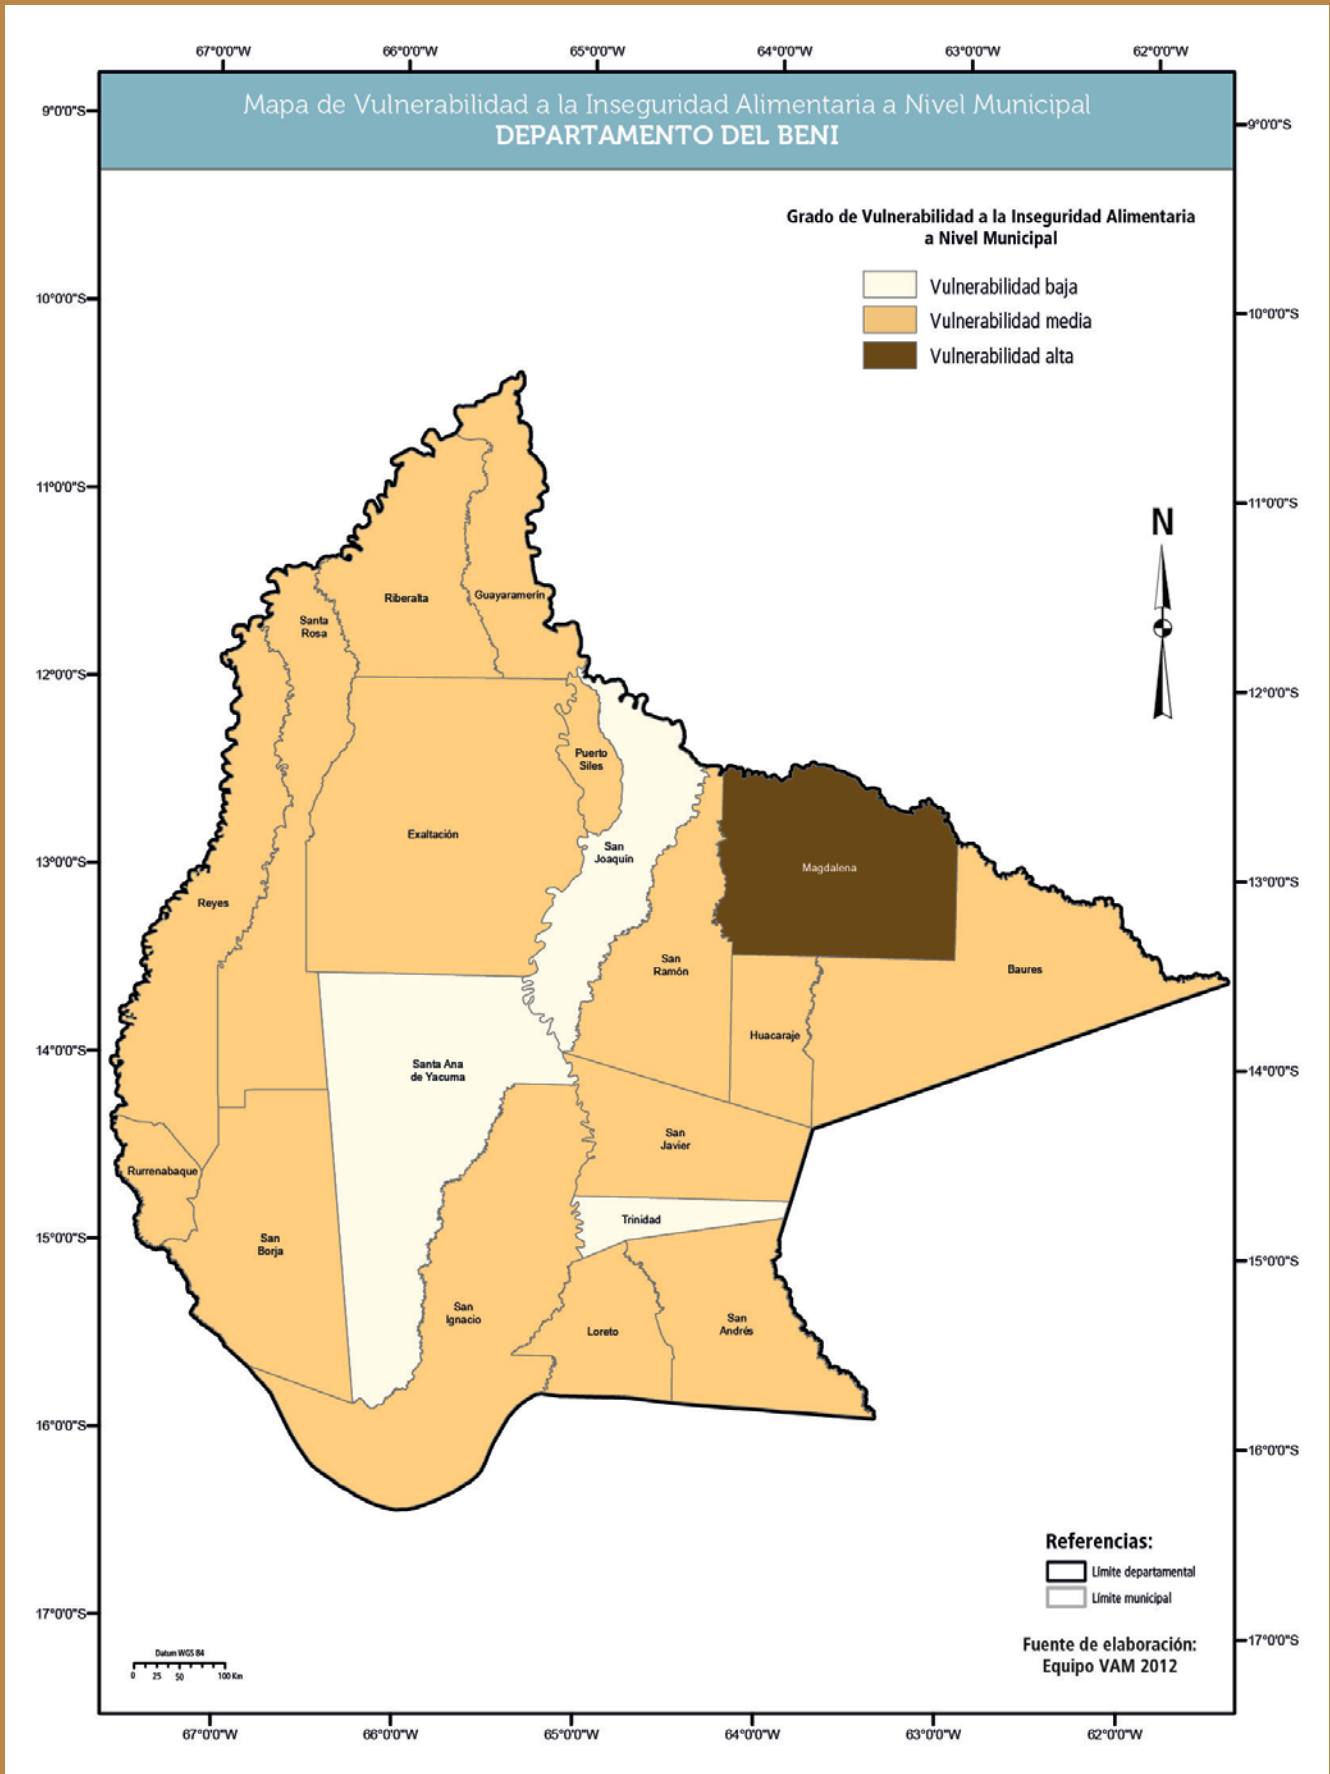 67°0'0"W 66°0'0"W 65°0'0"W 64°0'0"W 63°0'0"W 62°0'0"W
Mapa de Vulnerabilidad a la Inseguridad Alimentaria a Nivel Municipal
DEPARTAMENTO DEL BENI
9°0'0"S
9°0'0"S
Grado de Vulnerabilidad a la Inseguridad Alimentaria
a Nivel Municipal
Vulnerabilidad baja
Vulnerabilidad media
Vulnerabilidad alta
10°0'0"S
10°0'0"S
11°0'0"S
11°0'0"S
N
Riberalta
Guayaramerín
Santa
Rosa
12°0'0"S
12°0'0"S
Puerto
Siles
Exaltación
San
Joaquín
Magdalena
13°0'0"S
13°0'0"S
Reyes
San
Ramón
Baures
Huacaraje
14°0'0"S
14°0'0"S
Santa Ana
de Yacuma
San
Javier
Rurrenabaque
Trinidad
15°0'0"S
15°0'0"S
San
Borja
San
Ignacio
Loreto
San
Andrés
16°0'0"S
16°0'0"S
Referencias:
Límite departamental
Límite municipal
17°0'0"S
17°0'0"S
Fuente de elaboración:
Equipo VAM 2012
Datum WGS 84
0 25 50 100 Km
67°0'0"W 66°0'0"W 65°0'0"W 64°0'0"W 63°0'0"W 62°0'0"W